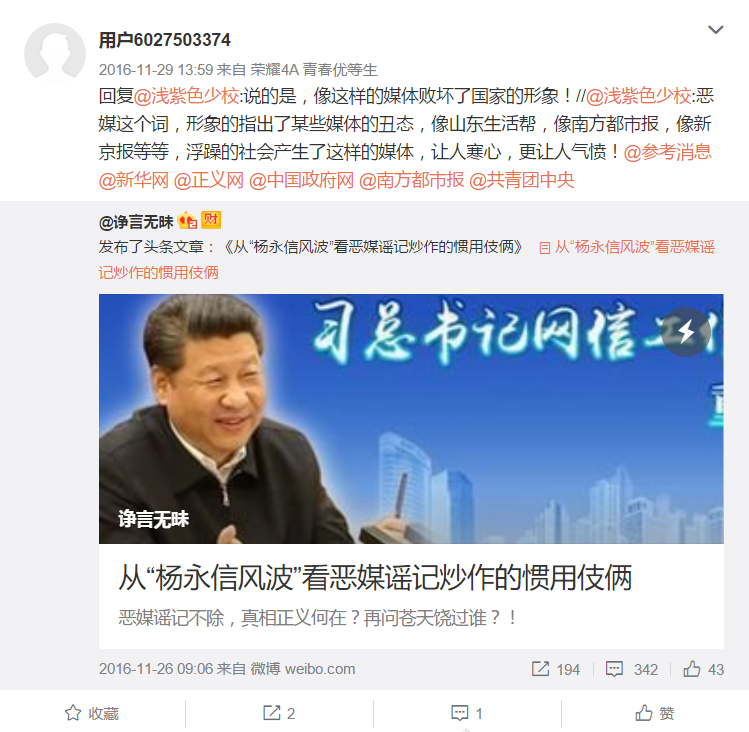 用户6027503374
2016-11-29 13:59 来自 荣耀4A 青春优等生
回复@浅紫色少校:说的是，像这样的媒体败坏了国家的形象！//@浅紫色少校:恶
媒这个词，形象的指出了某些媒体的丑态，像山东生活帮，像南方都市报，像新
京报等等，浮躁的社会产生了这样的媒体，让人寒心，更让人气愤！@参考消息
@新华网 @正义网 @中国政府网 @南方都市报 @共青团中央
@诤言无昧 财
发布了头条文章：《从“杨永信风波”看恶媒谣记炒作的惯用伎俩》 从“杨永信风波”看恶媒谣
记炒作的惯用伎俩
习总书记网信工
诤言无昧
从“杨永信风波”看恶媒谣记炒作的惯用伎俩
恶媒谣记不除，真相正义何在？再问苍天饶过谁？！
2016-11-26 09:06 来自 微博 weibo.com 194 342 43
收藏 2 1 赞